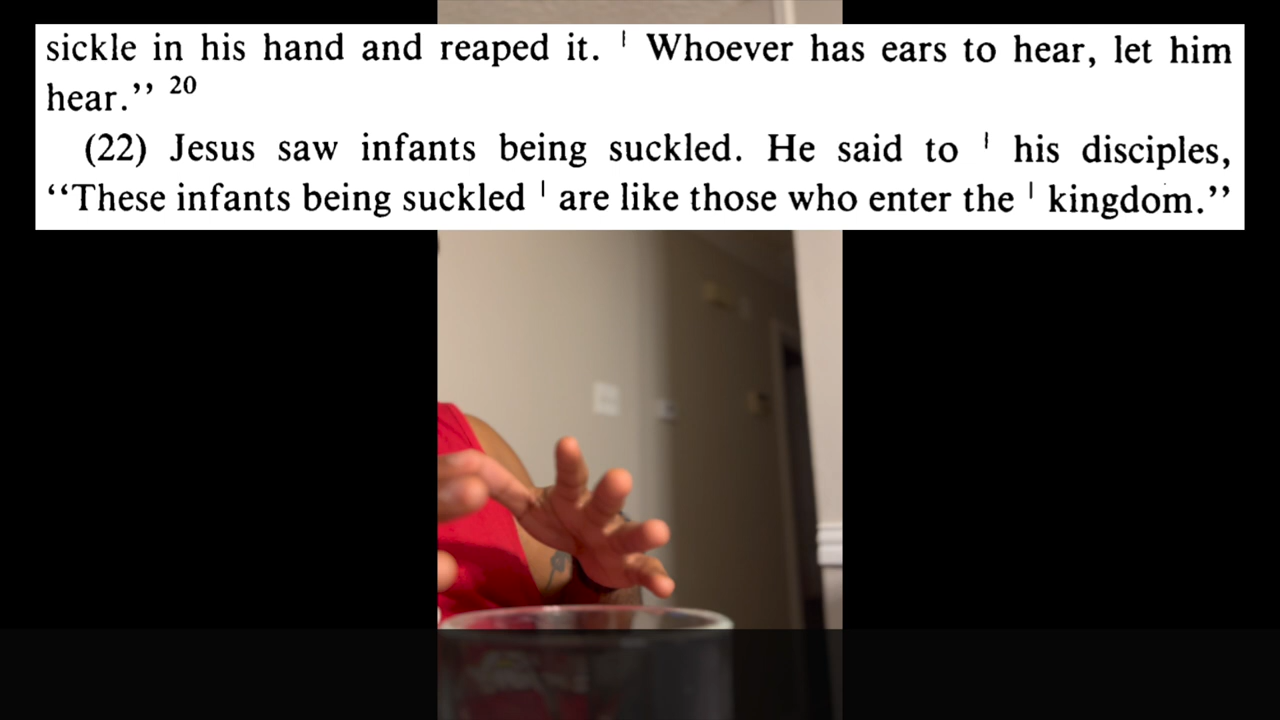 sickle in his hand and reaped it. ˡ Whoever has ears to hear, let him
hear.’’ 20
(22) Jesus saw infants being suckled. He said to ˡ his disciples,
‘‘These infants being suckled ˡ are like those who enter the ˡ kingdom.’’